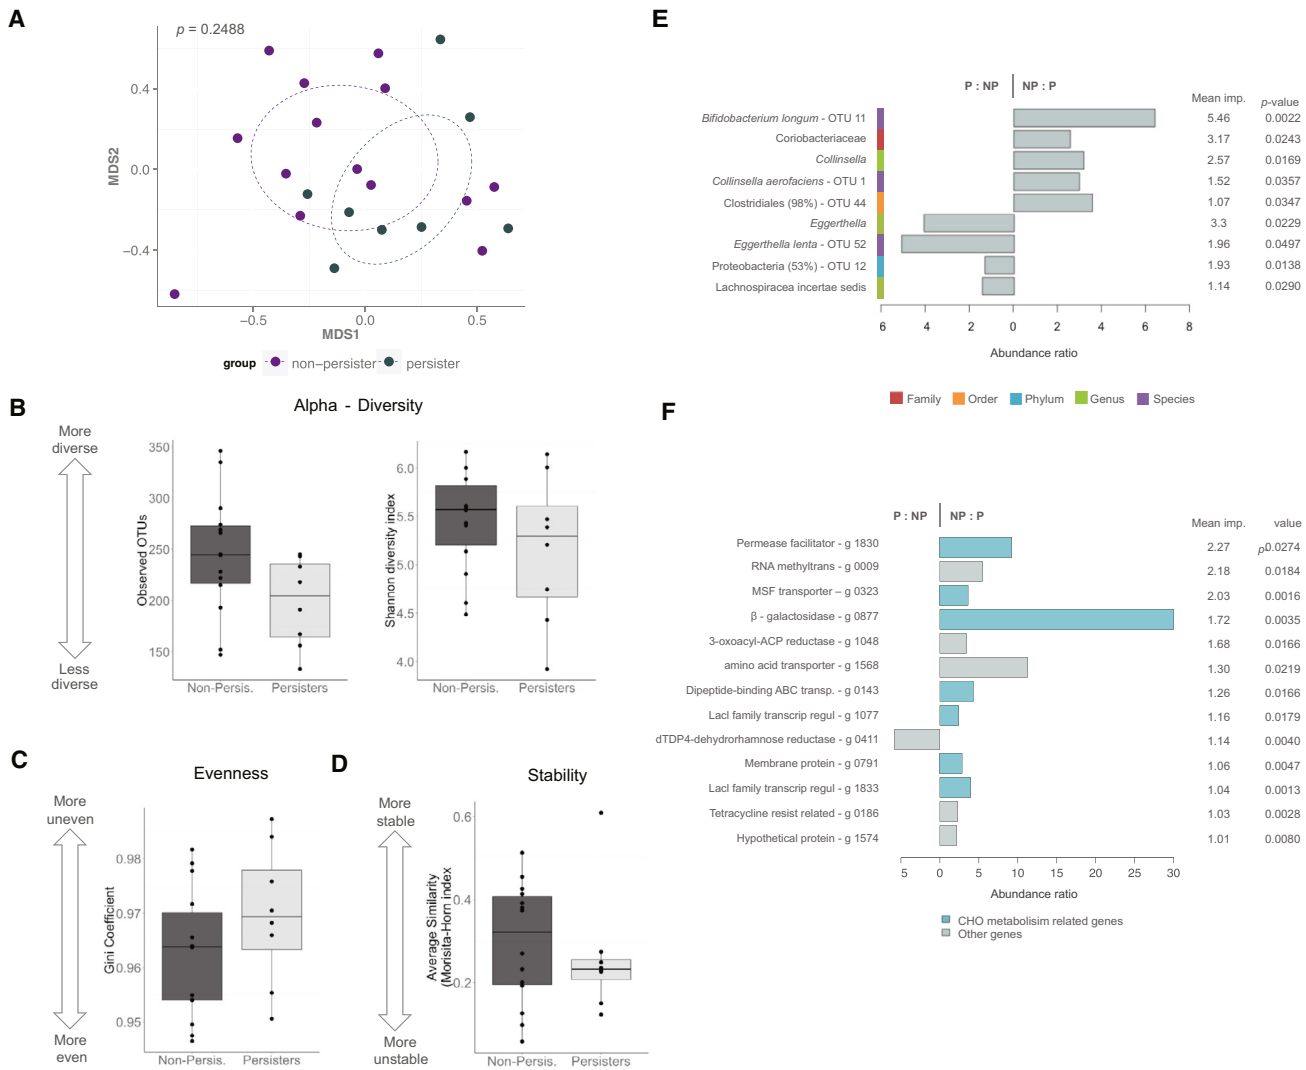 A
p = 0.2488
MDS2
0.4
0.0
−0.4
−0.5
0.0
0.5
MDS1
group
non−persister
persister
B
Alpha - Diversity
More
diverse
Less
diverse
Observed OTUs
350
300
250
200
150
Non-Persis.
Persisters
Shannon diversity index
6.0
5.5
5.0
4.5
4.0
Non-Persis.
Persisters
C
Evenness
More
uneven
More
even
Gini Coefficient
0.98
0.97
0.96
0.95
Non-Persis.
Persisters
D
Stability
More
stable
More
unstable
Average Similarity
(Morisita-Horn index
0.6
0.4
0.2
Non-Persis.
Persisters
E
P : NP
NP : P
Mean imp.
p-value
Bifidobacterium longum - OTU 11 5.46 0.0022
Coriobacteriaceae 3.17 0.0243
Collinsella 2.57 0.0169
Collinsella aerofaciens - OTU 1 1.52 0.0357
Clostridiales (98%) - OTU 44 1.07 0.0347
Eggerthella 3.3 0.0229
Eggerthella lenta - OTU 52 1.96 0.0497
Proteobacteria (53%) - OTU 12 1.93 0.0138
Lachnospiracea incertae sedis 1.14 0.0290
6 4 2 0 2 4 6 8
Abundance ratio
Family Order Phylum Genus Species
F
P : NP
NP : P
Mean imp.
value
Permease facilitator - g 1830 2.27 p0.0274
RNA methyltrans - g 0009 2.18 0.0184
MSF transporter – g 0323 2.03 0.0016
β - galactosidase - g 0877 1.72 0.0035
3-oxoacyl-ACP reductase - g 1048 1.68 0.0166
amino acid transporter - g 1568 1.30 0.0219
Dipeptide-binding ABC transp. - g 0143 1.26 0.0166
LacI family transcrip regul - g 1077 1.16 0.0179
dTDP4-dehydrorhamnose reductase - g 0411 1.14 0.0040
Membrane protein - g 0791 1.06 0.0047
LacI family transcrip regul - g 1833 1.04 0.0013
Tetracycline resist related - g 0186 1.03 0.0028
Hypothetical protein - g 1574 1.01 0.0080
5 0 5 10 15 20 25 30
Abundance ratio
CHO metabolisim related genes
Other genes